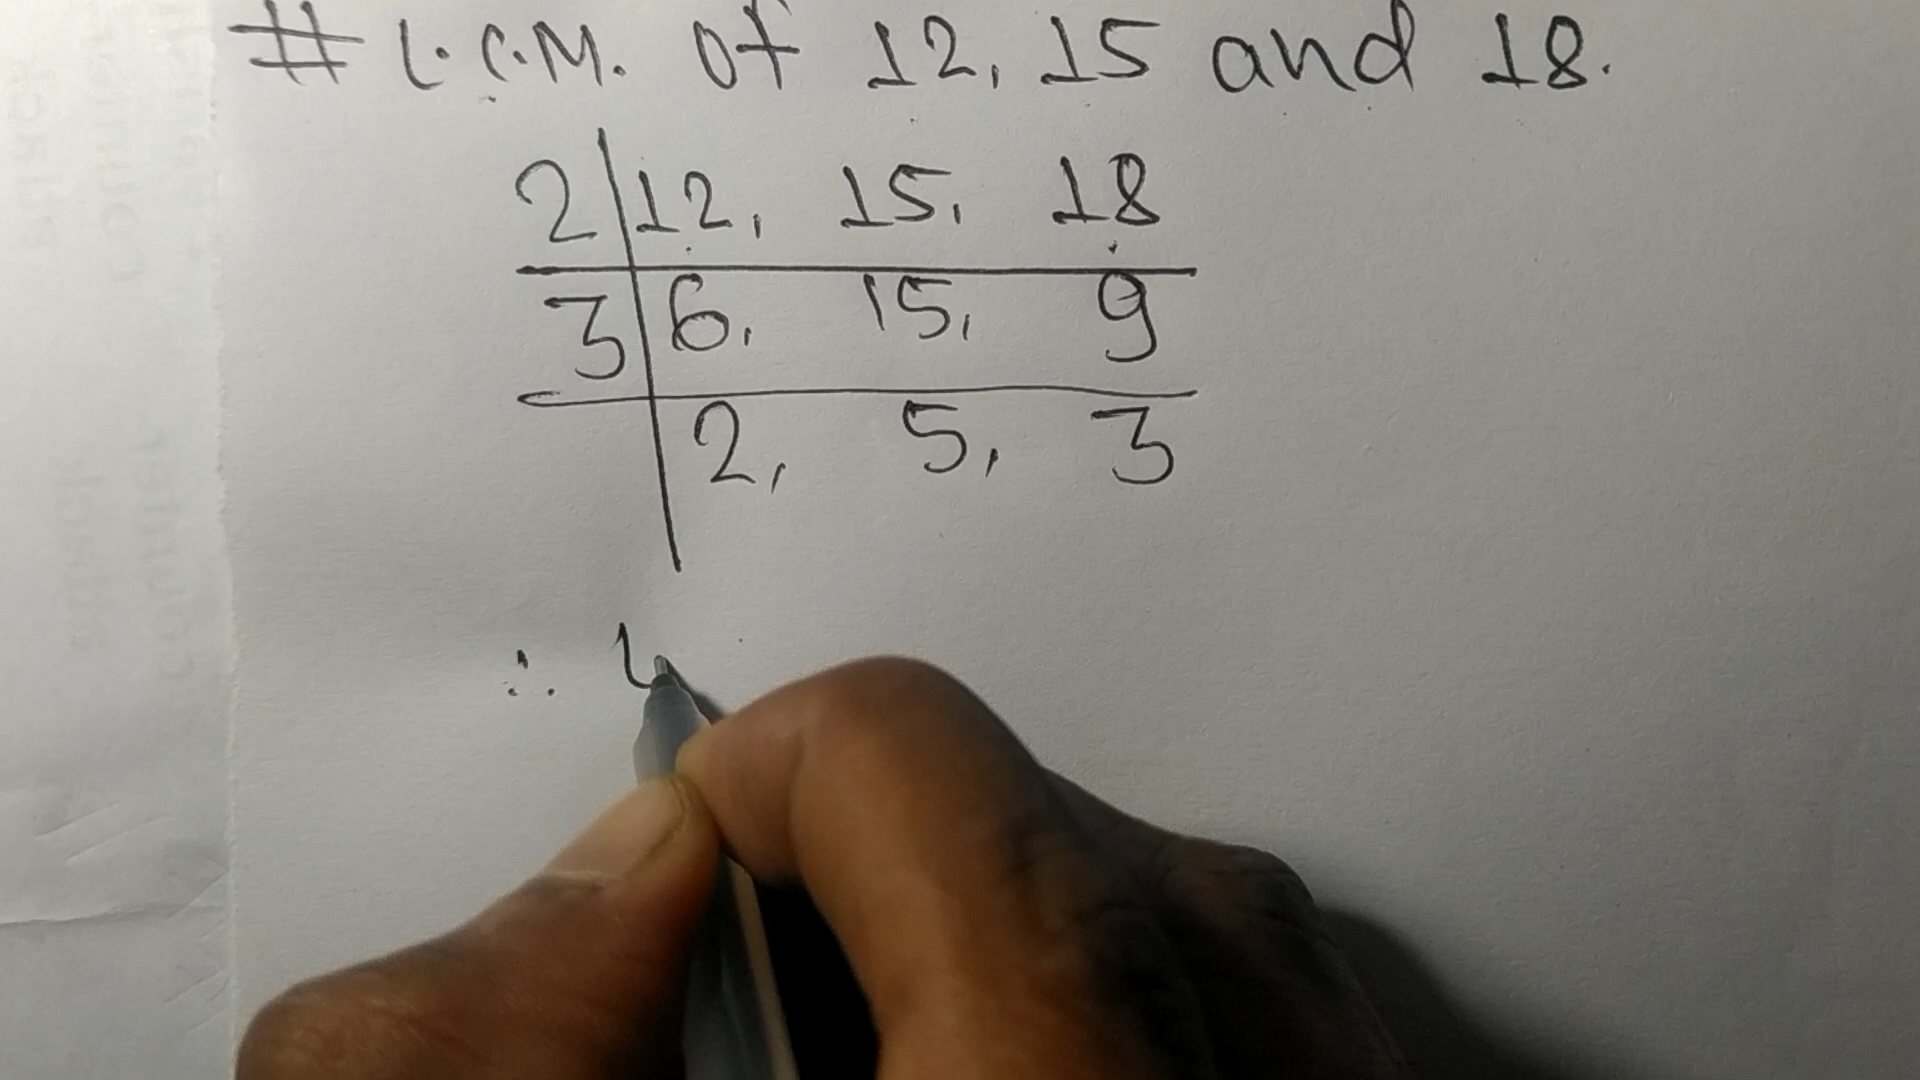 # L.C.M. of 12, 15 and 18.
2 12, 15, 18
3 6, 15, 9
2, 5, 3
∴ L